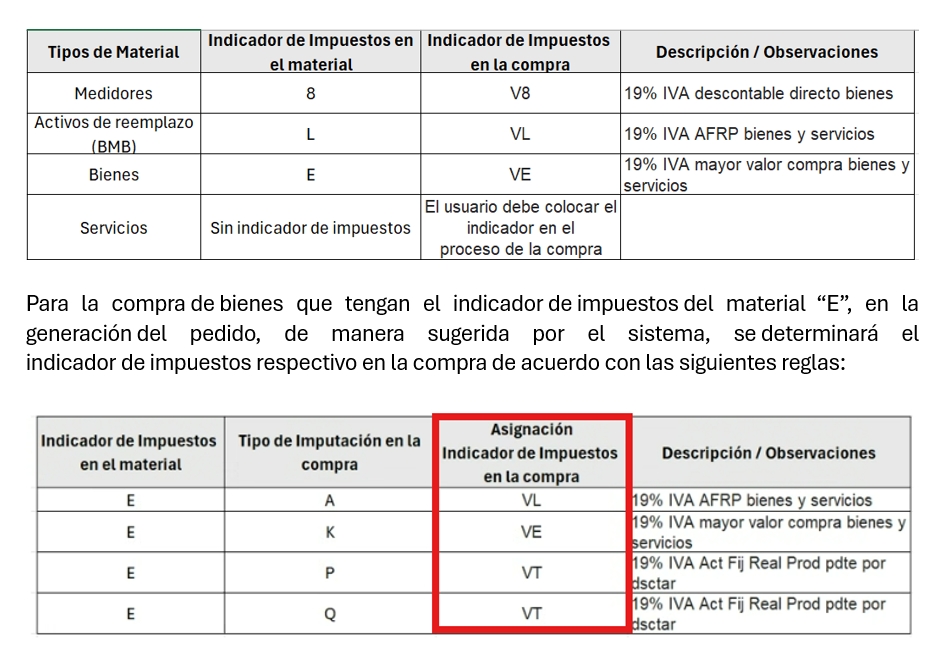 Tipos de Material | Indicador de Impuestos en el material | Indicador de Impuestos en la compra | Descripción / Observaciones
Medidores | 8 | V8 | 19% IVA descontable directo bienes
Activos de reemplazo (BMB) | L | VL | 19% IVA AFRP bienes y servicios
Bienes | E | VE | 19% IVA mayor valor compra bienes y servicios
Servicios | Sin indicador de impuestos | El usuario debe colocar el indicador en el proceso de la compra |
Para la compra de bienes que tengan el indicador de impuestos del material “E”, en la
generación del pedido, de manera sugerida por el sistema, se determinará el
indicador de impuestos respectivo en la compra de acuerdo con las siguientes reglas:
Indicador de Impuestos en el material | Tipo de Imputación en la compra | Asignación Indicador de Impuestos en la compra | Descripción / Observaciones
E | A | VL | 19% IVA AFRP bienes y servicios
E | K | VE | 19% IVA mayor valor compra bienes y servicios
E | P | VT | 19% IVA Act Fij Real Prod pdte por dsctar
E | Q | VT | 19% IVA Act Fij Real Prod pdte por dsctar